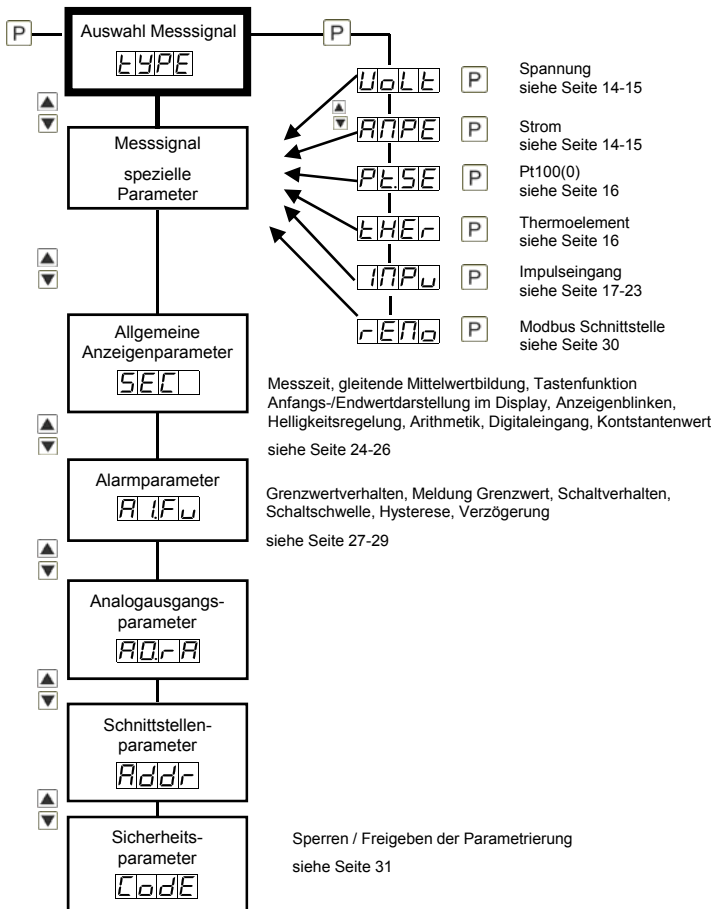 P
Auswahl Messsignal
P
tYPE
VoLt
P
Spannung
siehe Seite 14-15
AMPE
P
Strom
siehe Seite 14-15
Messsignal
spezielle
Parameter
Pt.SE
P
Pt100(0)
siehe Seite 16
tHEr
P
Thermoelement
siehe Seite 16
IMPu
P
Impulseingang
siehe Seite 17-23
rEMo
P
Modbus Schnittstelle
siehe Seite 30
Allgemeine
Anzeigenparameter
SEC
Messzeit, gleitende Mittelwertbildung, Tastenfunktion
Anfangs-/Endwertdarstellung im Display, Anzeigenblinken,
Helligkeitsregelung, Arithmetik, Digitaleingang, Kontstantenwert
siehe Seite 24-26
Alarmparameter
A1.Fu
Grenzwertverhalten, Meldung Grenzwert, Schaltverhalten,
Schaltschwelle, Hysterese, Verzögerung
siehe Seite 27-29
Analogausgangs-
parameter
AO.rA
Schnittstellen-
parameter
Addr
Sicherheits-
parameter
CodE
Sperren / Freigeben der Parametrierung
siehe Seite 31